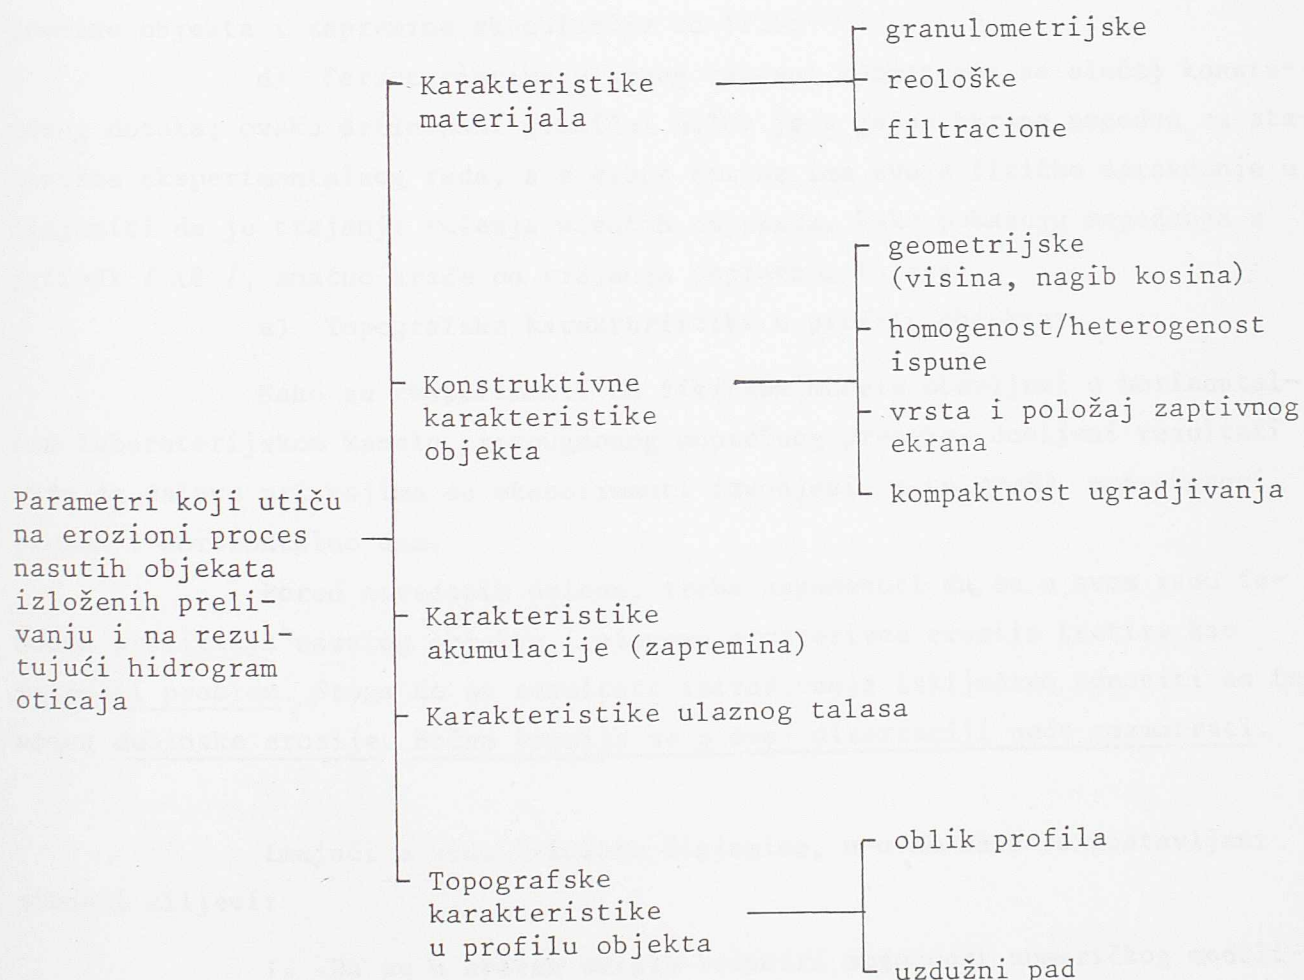 Parametri koji utiču
na erozioni proces
nasutih objekata
izloženih preli-
vanju i na rezul-
tujući hidrogram
oticaja
Karakteristike
materijala
granulometrijske
reološke
filtracione
Konstruktivne
karakteristike
objekta
geometrijske
(visina, nagib kosina)
homogenost/heterogenost
ispune
vrsta i položaj zaptivnog
ekrana
kompaktnost ugradjivanja
Karakteristike
akumulacije (zapremina)
Karakteristike ulaznog talasa
Topografske
karakteristike
u profilu objekta
oblik profila
uzdužni pad